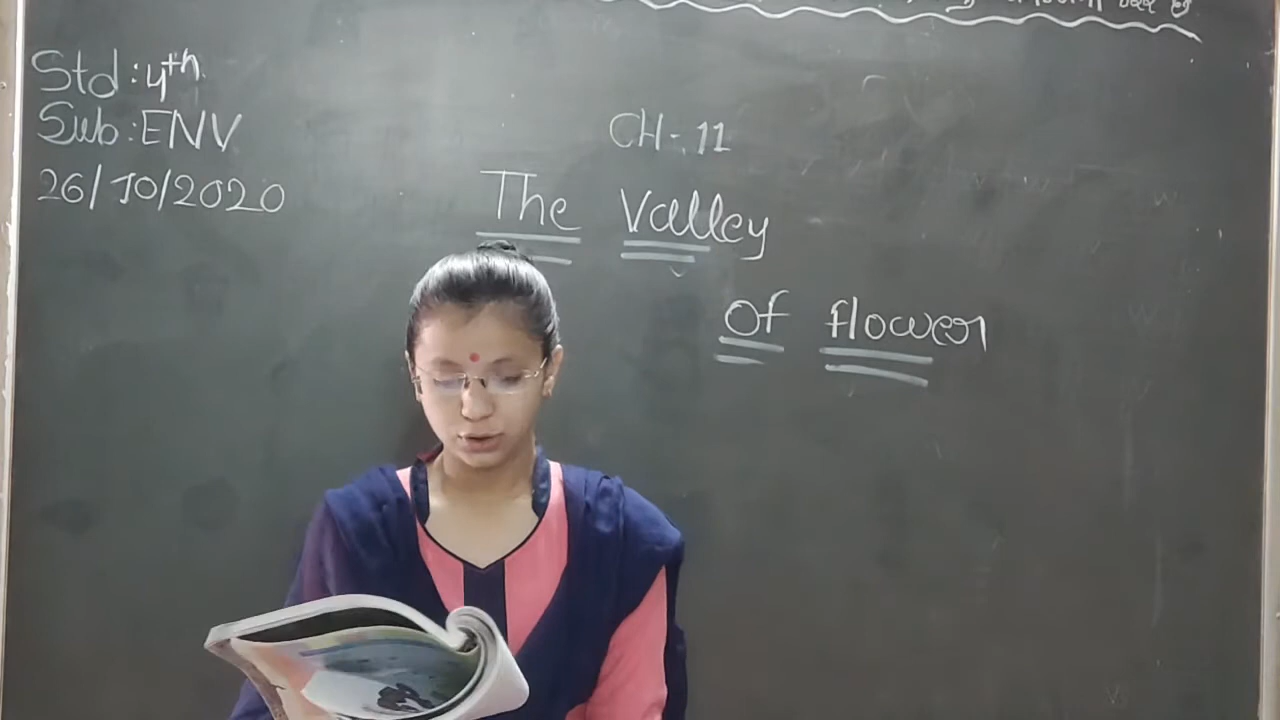 Std : 4th
Sub : ENV
26/10/2020
CH-. 11
The Valley
Of flower